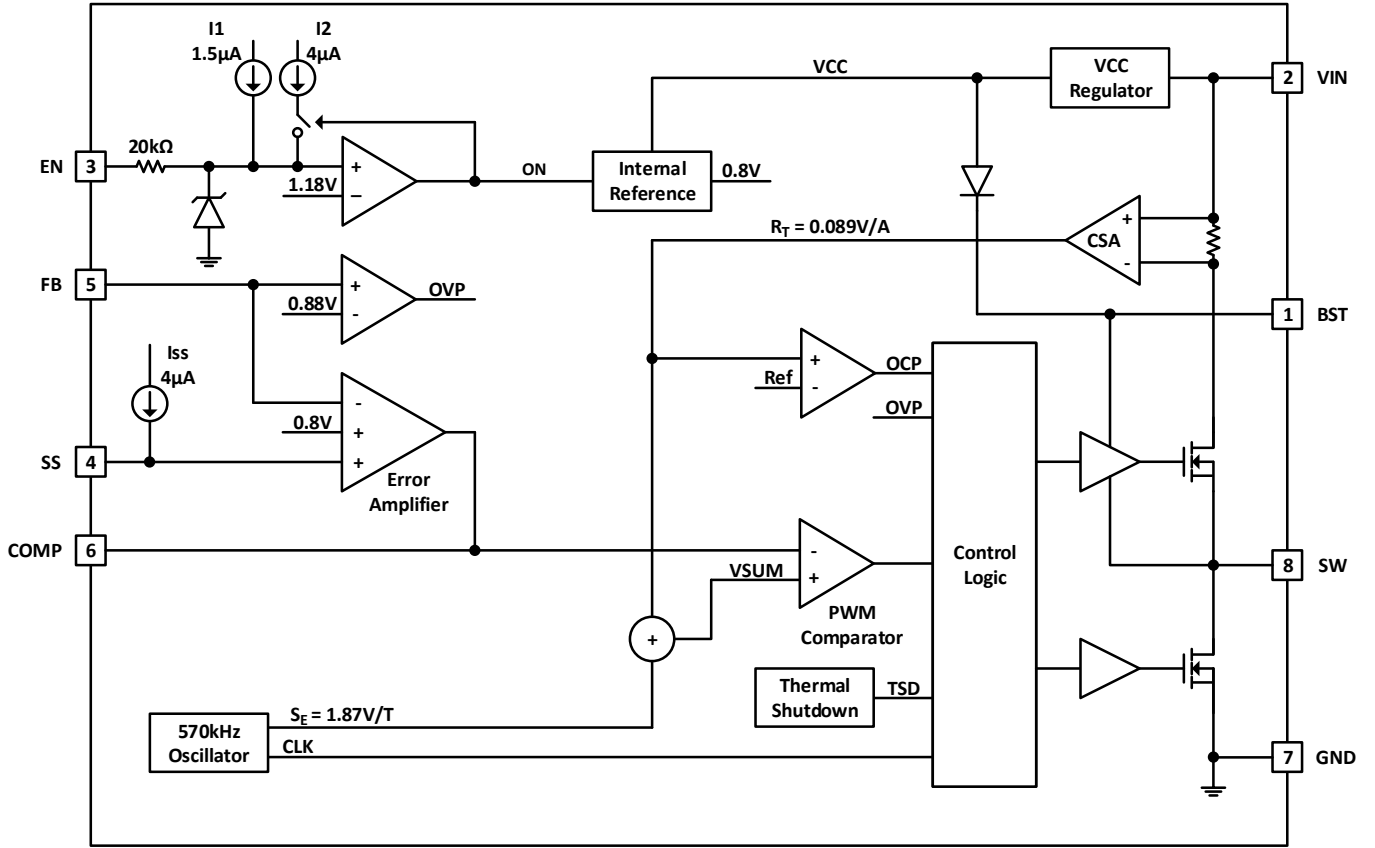 I1
1.5µA
I2
4µA
VCC
VCC
Regulator
2
VIN
EN
3
20kΩ
+
1.18V
–
ON
Internal
Reference
0.8V
RT = 0.089V/A
CSA
+
-
FB
5
+
0.88V
-
OVP
1
BST
Iss
4µA
-
0.8V
+
SS
4
+
Error
Amplifier
+
Ref
-
OCP
OVP
COMP
6
-
VSUM
+
PWM
Comparator
Control
Logic
8
SW
+
Thermal
Shutdown
TSD
570kHz
Oscillator
SE = 1.87V/T
CLK
7
GND